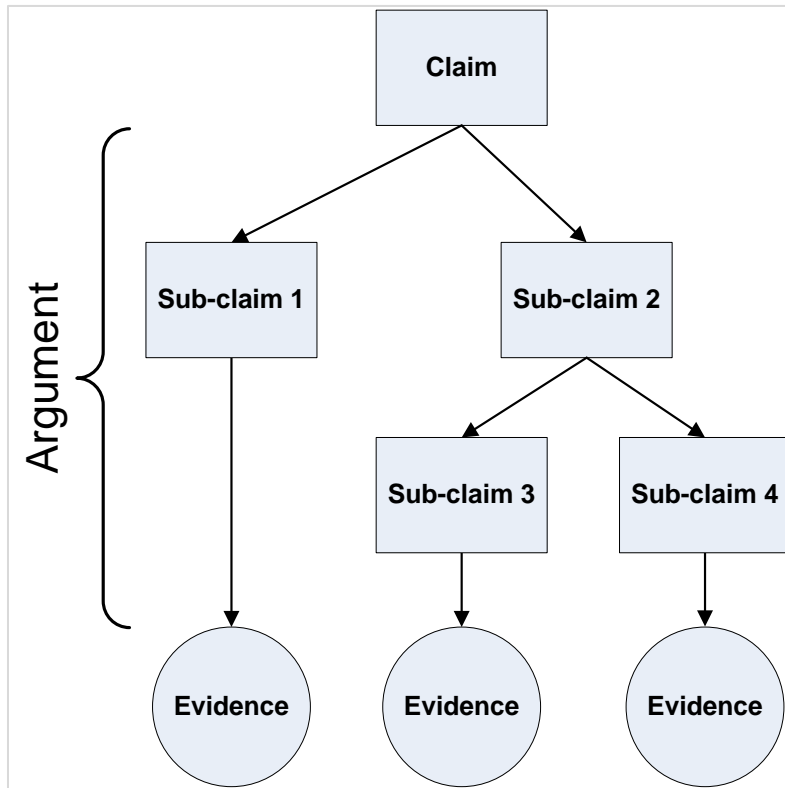 Claim
Argument
Sub-claim 1
Sub-claim 2
Sub-claim 3
Sub-claim 4
Evidence
Evidence
Evidence